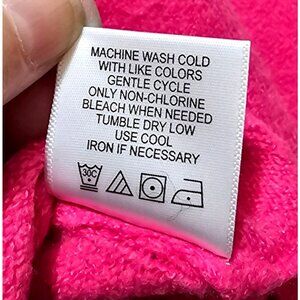 MACHINE WASH COLD
WITH LIKE COLORS
GENTLE CYCLE
ONLY NON-CHLORINE
BLEACH WHEN NEEDED
TUMBLE DRY LOW
USE COOL
IRON IF NECESSARY
30C